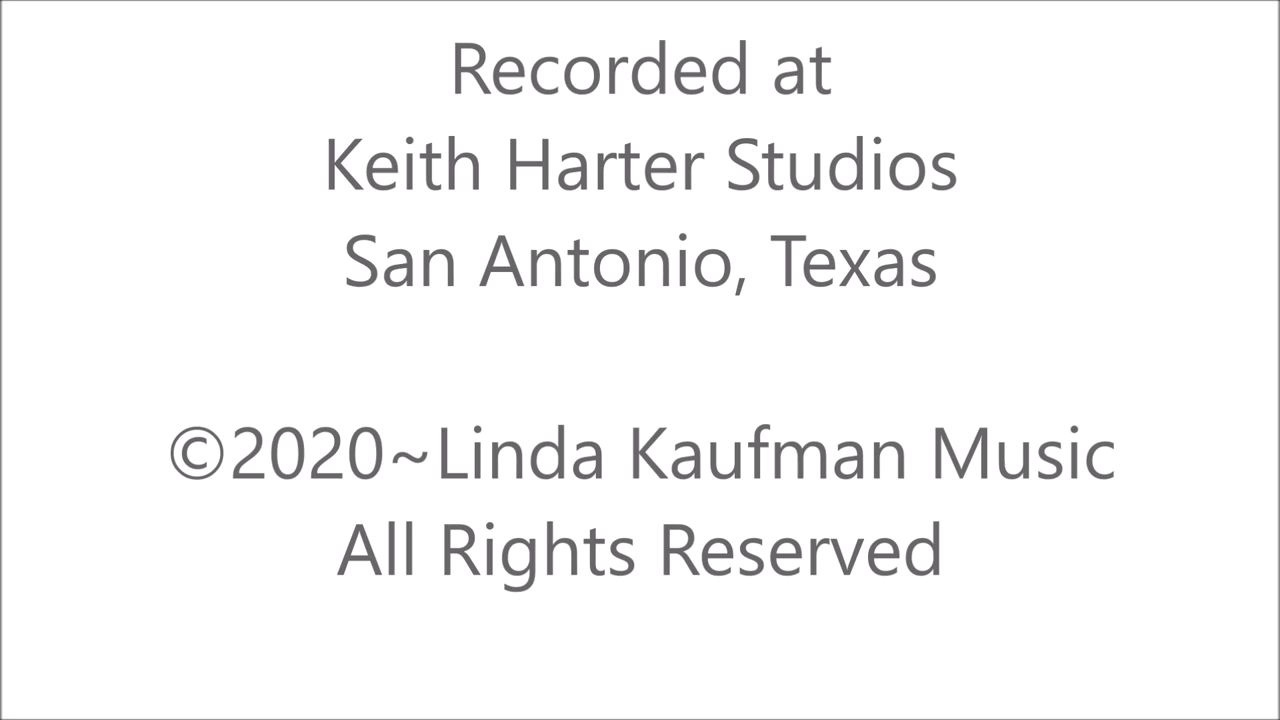 Recorded at
Keith Harter Studios
San Antonio, Texas
©2020~Linda Kaufman Music
All Rights Reserved